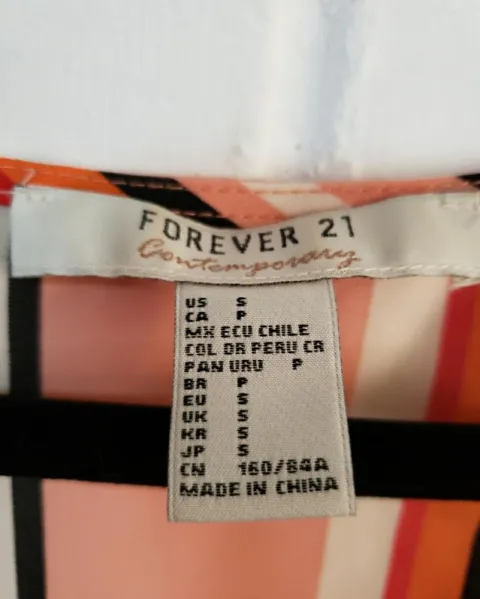 FOREVER 21
Contemporary
US S
CA P
MX ECU CHILE
COL DR PERU CR
PAN URU P
BR P
EU S
UK S
KR S
JP S
CN 160/84A
MADE IN CHINA